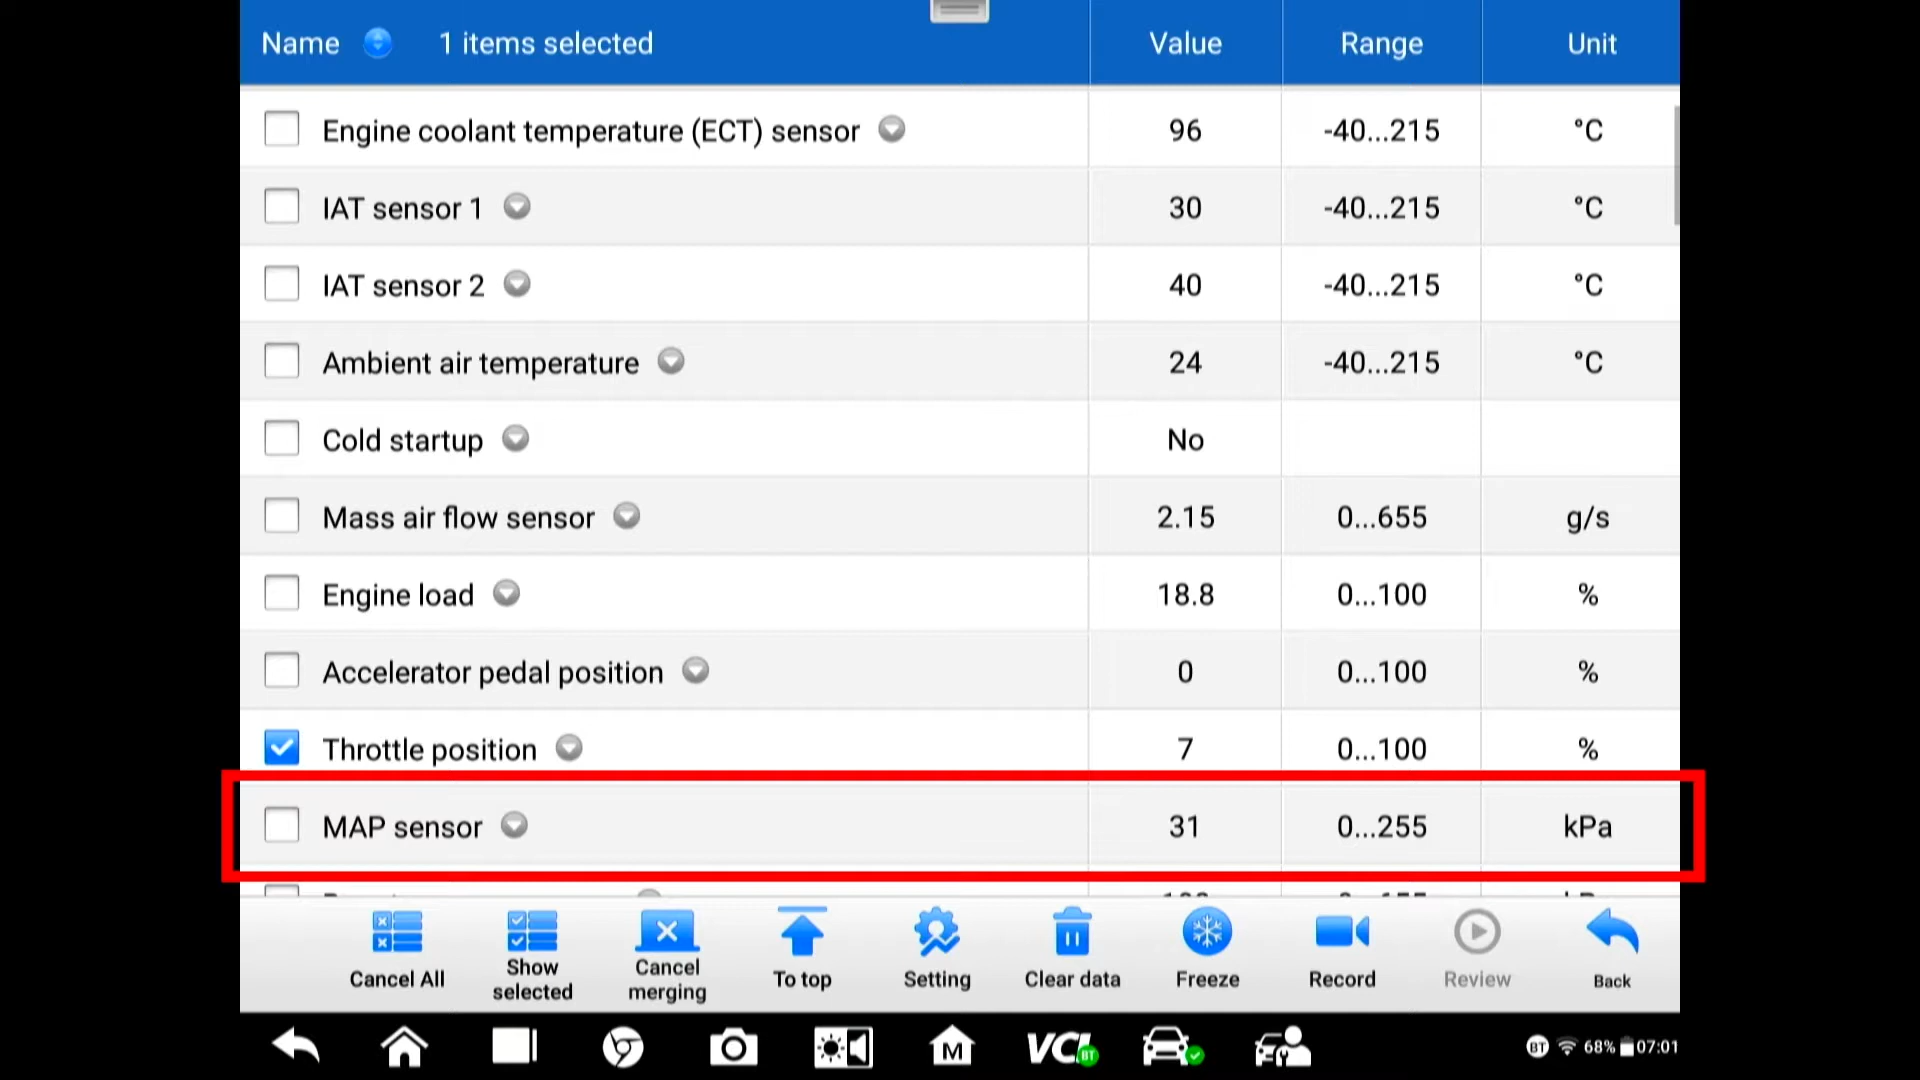 Name 1 items selected Value Range Unit
Engine coolant temperature (ECT) sensor 96 -40...215 °C
IAT sensor 1 30 -40...215 °C
IAT sensor 2 40 -40...215 °C
Ambient air temperature 24 -40...215 °C
Cold startup No
Mass air flow sensor 2.15 0...655 g/s
Engine load 18.8 0...100 %
Accelerator pedal position 0 0...100 %
Throttle position 7 0...100 %
MAP sensor 31 0...255 kPa
Cancel All
Show
selected
Cancel
merging
To top
Setting
Clear data
Freeze
Record
Review
Back
M
VCI
BT
BT 68% 07:01